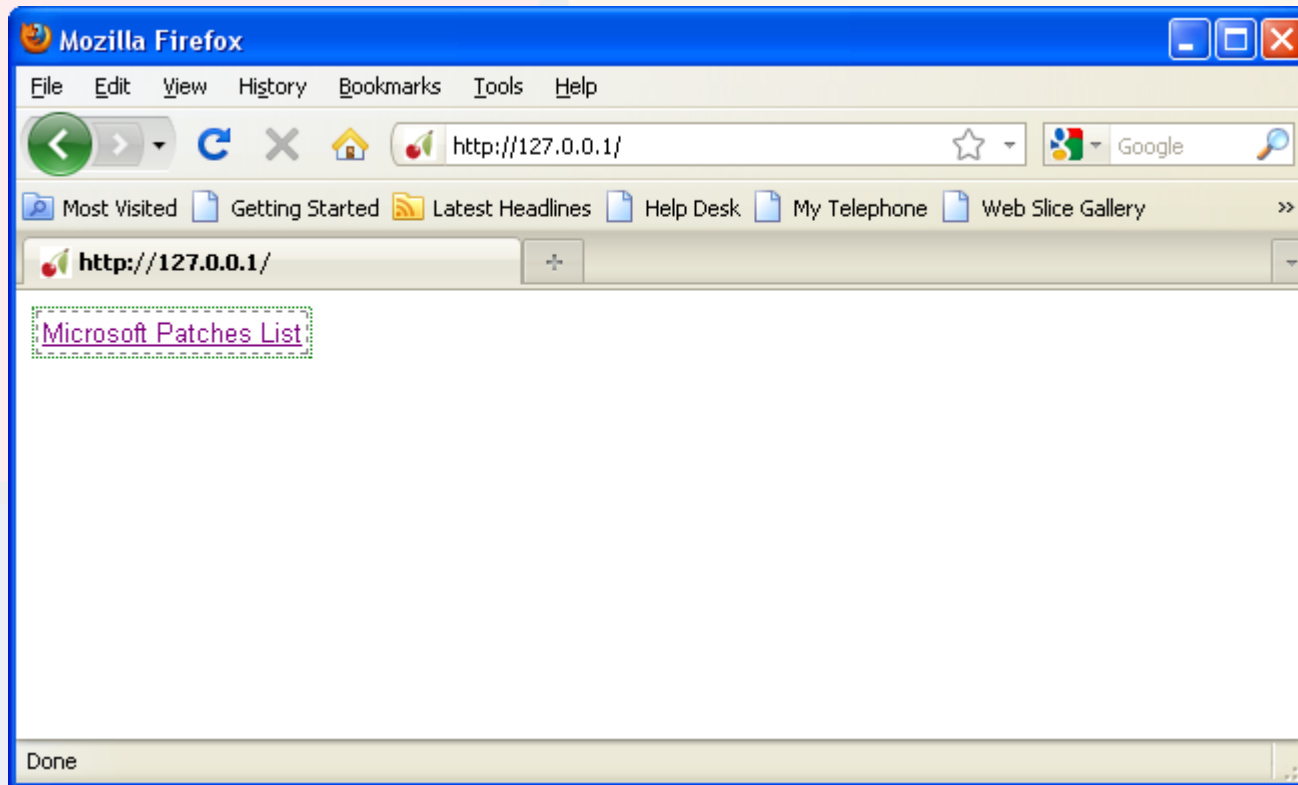 Mozilla Firefox
File Edit View History Bookmarks Tools Help
http://127.0.0.1/ Google
Most Visited Getting Started Latest Headlines Help Desk My Telephone Web Slice Gallery »
http://127.0.0.1/
Microsoft Patches List
Done